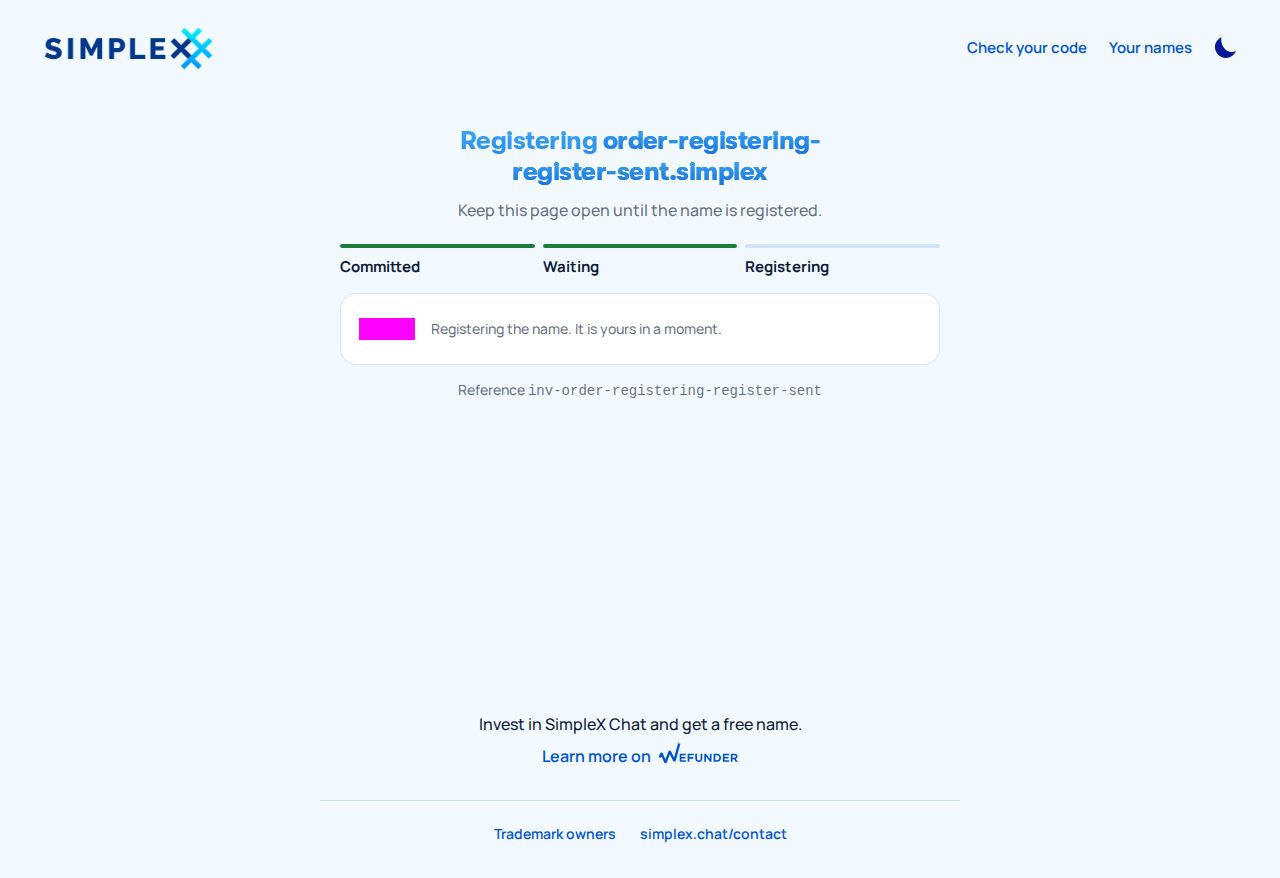 SIMPLEX
Check your code
Your names
Registering order-registering-
register-sent.simplex
Keep this page open until the name is registered.
Committed
Waiting
Registering
Registering the name. It is yours in a moment.
Reference inv-order-registering-register-sent
Invest in SimpleX Chat and get a free name.
Learn more on WEFUNDER
Trademark owners
simplex.chat/contact